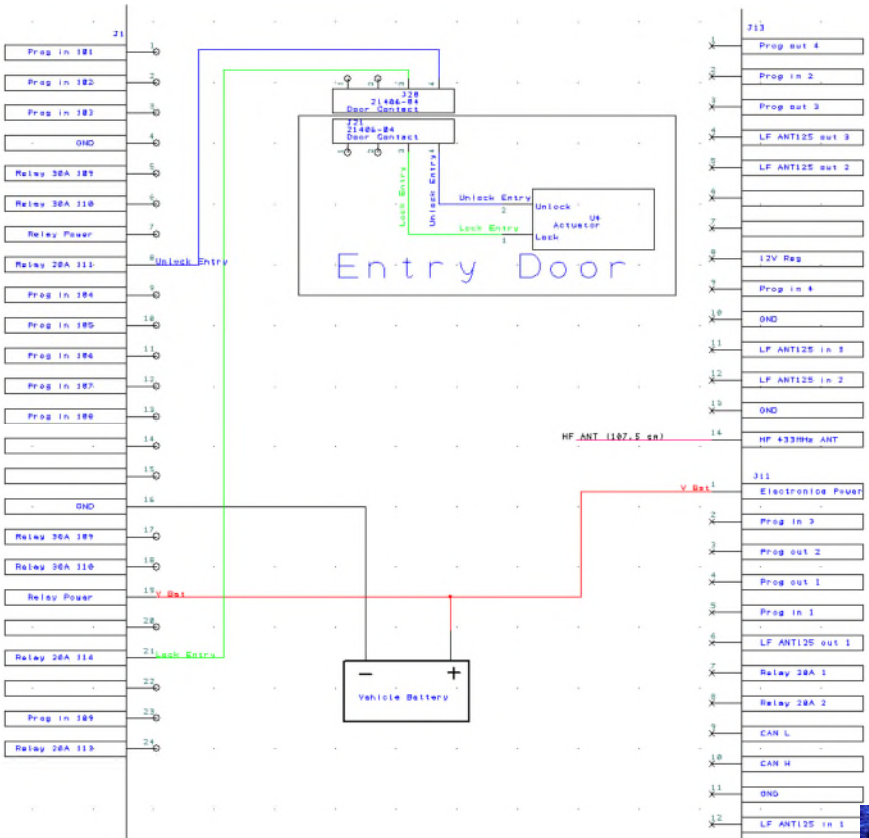 J1
Prog in 101
1
Prog in 102
2
Prog in 103
3
GND
4
Relay 30A 109
5
Relay 30A 110
6
Relay Power
7
Relay 20A 111
8
Unlock Entry
Prog in 104
9
Prog in 105
10
Prog in 106
11
Prog in 107
12
Prog in 108
13
14
15
GND
16
Relay 30A 109
17
Relay 30A 110
18
Relay Power
19
V Bat
20
Relay 20A 114
21
Lock Entry
22
Prog in 109
23
Relay 20A 113
24
1
2
3
4
J20
21406-04
Door Contact
J21
21406-04
Door Contact
1
2
3
4
Lock Entry
Unlock Entry
Unlock Entry
2
Unlock
Actuator
Lock Entry
1
Lock
Entry Door
HF ANT (107.5 cm)
V Bat
- +
Vehicle Battery
J13
1
Prog out 4
2
Prog in 2
3
Prog out 3
4
LF ANT125 out 3
5
LF ANT125 out 2
6
7
8
12V Reg
9
Prog in 4
10
GND
11
LF ANT125 in 3
12
LF ANT125 in 2
13
GND
14
HF 433MHz ANT
J11
1
Electronics Power
2
Prog in 3
3
Prog out 2
4
Prog out 1
5
Prog in 1
6
LF ANT125 out 1
7
Relay 20A 1
8
Relay 20A 2
9
CAN L
10
CAN H
11
GND
12
LF ANT125 in 1